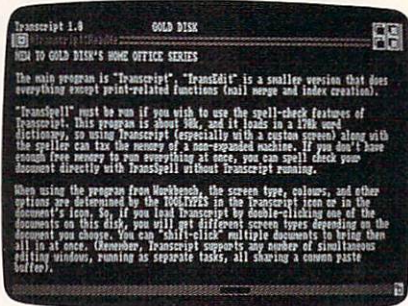 Transcript 1.0 GOLD DISK
NEW TO GOLD DISK'S HOME OFFICE SERIES
The main program is "Transcript". "TransEdit" is a smaller version that does
everything except print-related functions (mail merge and index creation).
"TransSpell" must be run if you wish to use the spell-check features of
Transcript. This program is about 90K, and it loads in a word
dictionary, so using Transcript (especially with a custom screen) along with
the speller can tax the memory of a non-expanded machine. If you don't have
enough free memory to run everything at once, you can spell check your
document directly with TransSpell without Transcript running.
When using the program from Workbench, the screen type, colours, and other
options are determined by the TOOLTYPES in the Transcript icon or in the
document's icon. So, if you load Transcript by double-clicking one of the
documents on this disk, you will get different screen types depending on the
document you choose. You can "shift-click" multiple documents to bring them
all in at once. (Remember, Transcript supports any number of simultaneous
editing windows, running as separate tasks, all sharing a common paste
buffer).